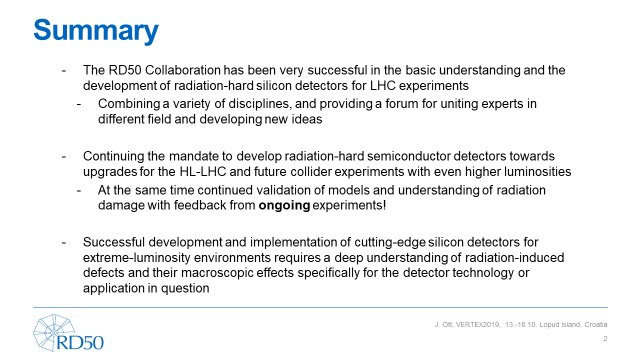 Summary
- The RD50 Collaboration has been very successful in the basic understanding and the
development of radiation-hard silicon detectors for LHC experiments
- Combining a variety of disciplines, and providing a forum for uniting experts in
different field and developing new ideas
- Continuing the mandate to develop radiation-hard semiconductor detectors towards
upgrades for the HL-LHC and future collider experiments with even higher luminosities
- At the same time continued validation of models and understanding of radiation
damage with feedback from ongoing experiments!
- Successful development and implementation of cutting-edge silicon detectors for
extreme-luminosity environments requires a deep understanding of radiation-induced
defects and their macroscopic effects specifically for the detector technology or
application in question
J. Ott, VERTEX2019, 13.-18.10. Lopud Island, Croatia
2
RD50